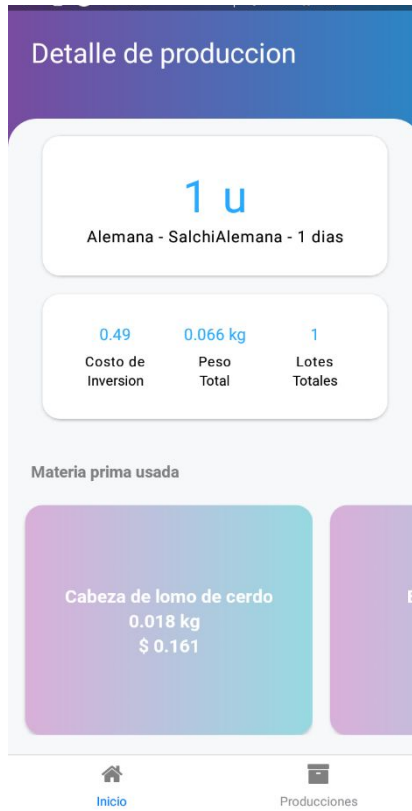 Detalle de produccion
1 u
Alemana - SalchiAlemana - 1 dias
0.49 0.066 kg 1
Costo de Peso Lotes
Inversion Total Totales
Materia prima usada
Cabeza de lomo de cerdo
0.018 kg
$ 0.161
Inicio Producciones